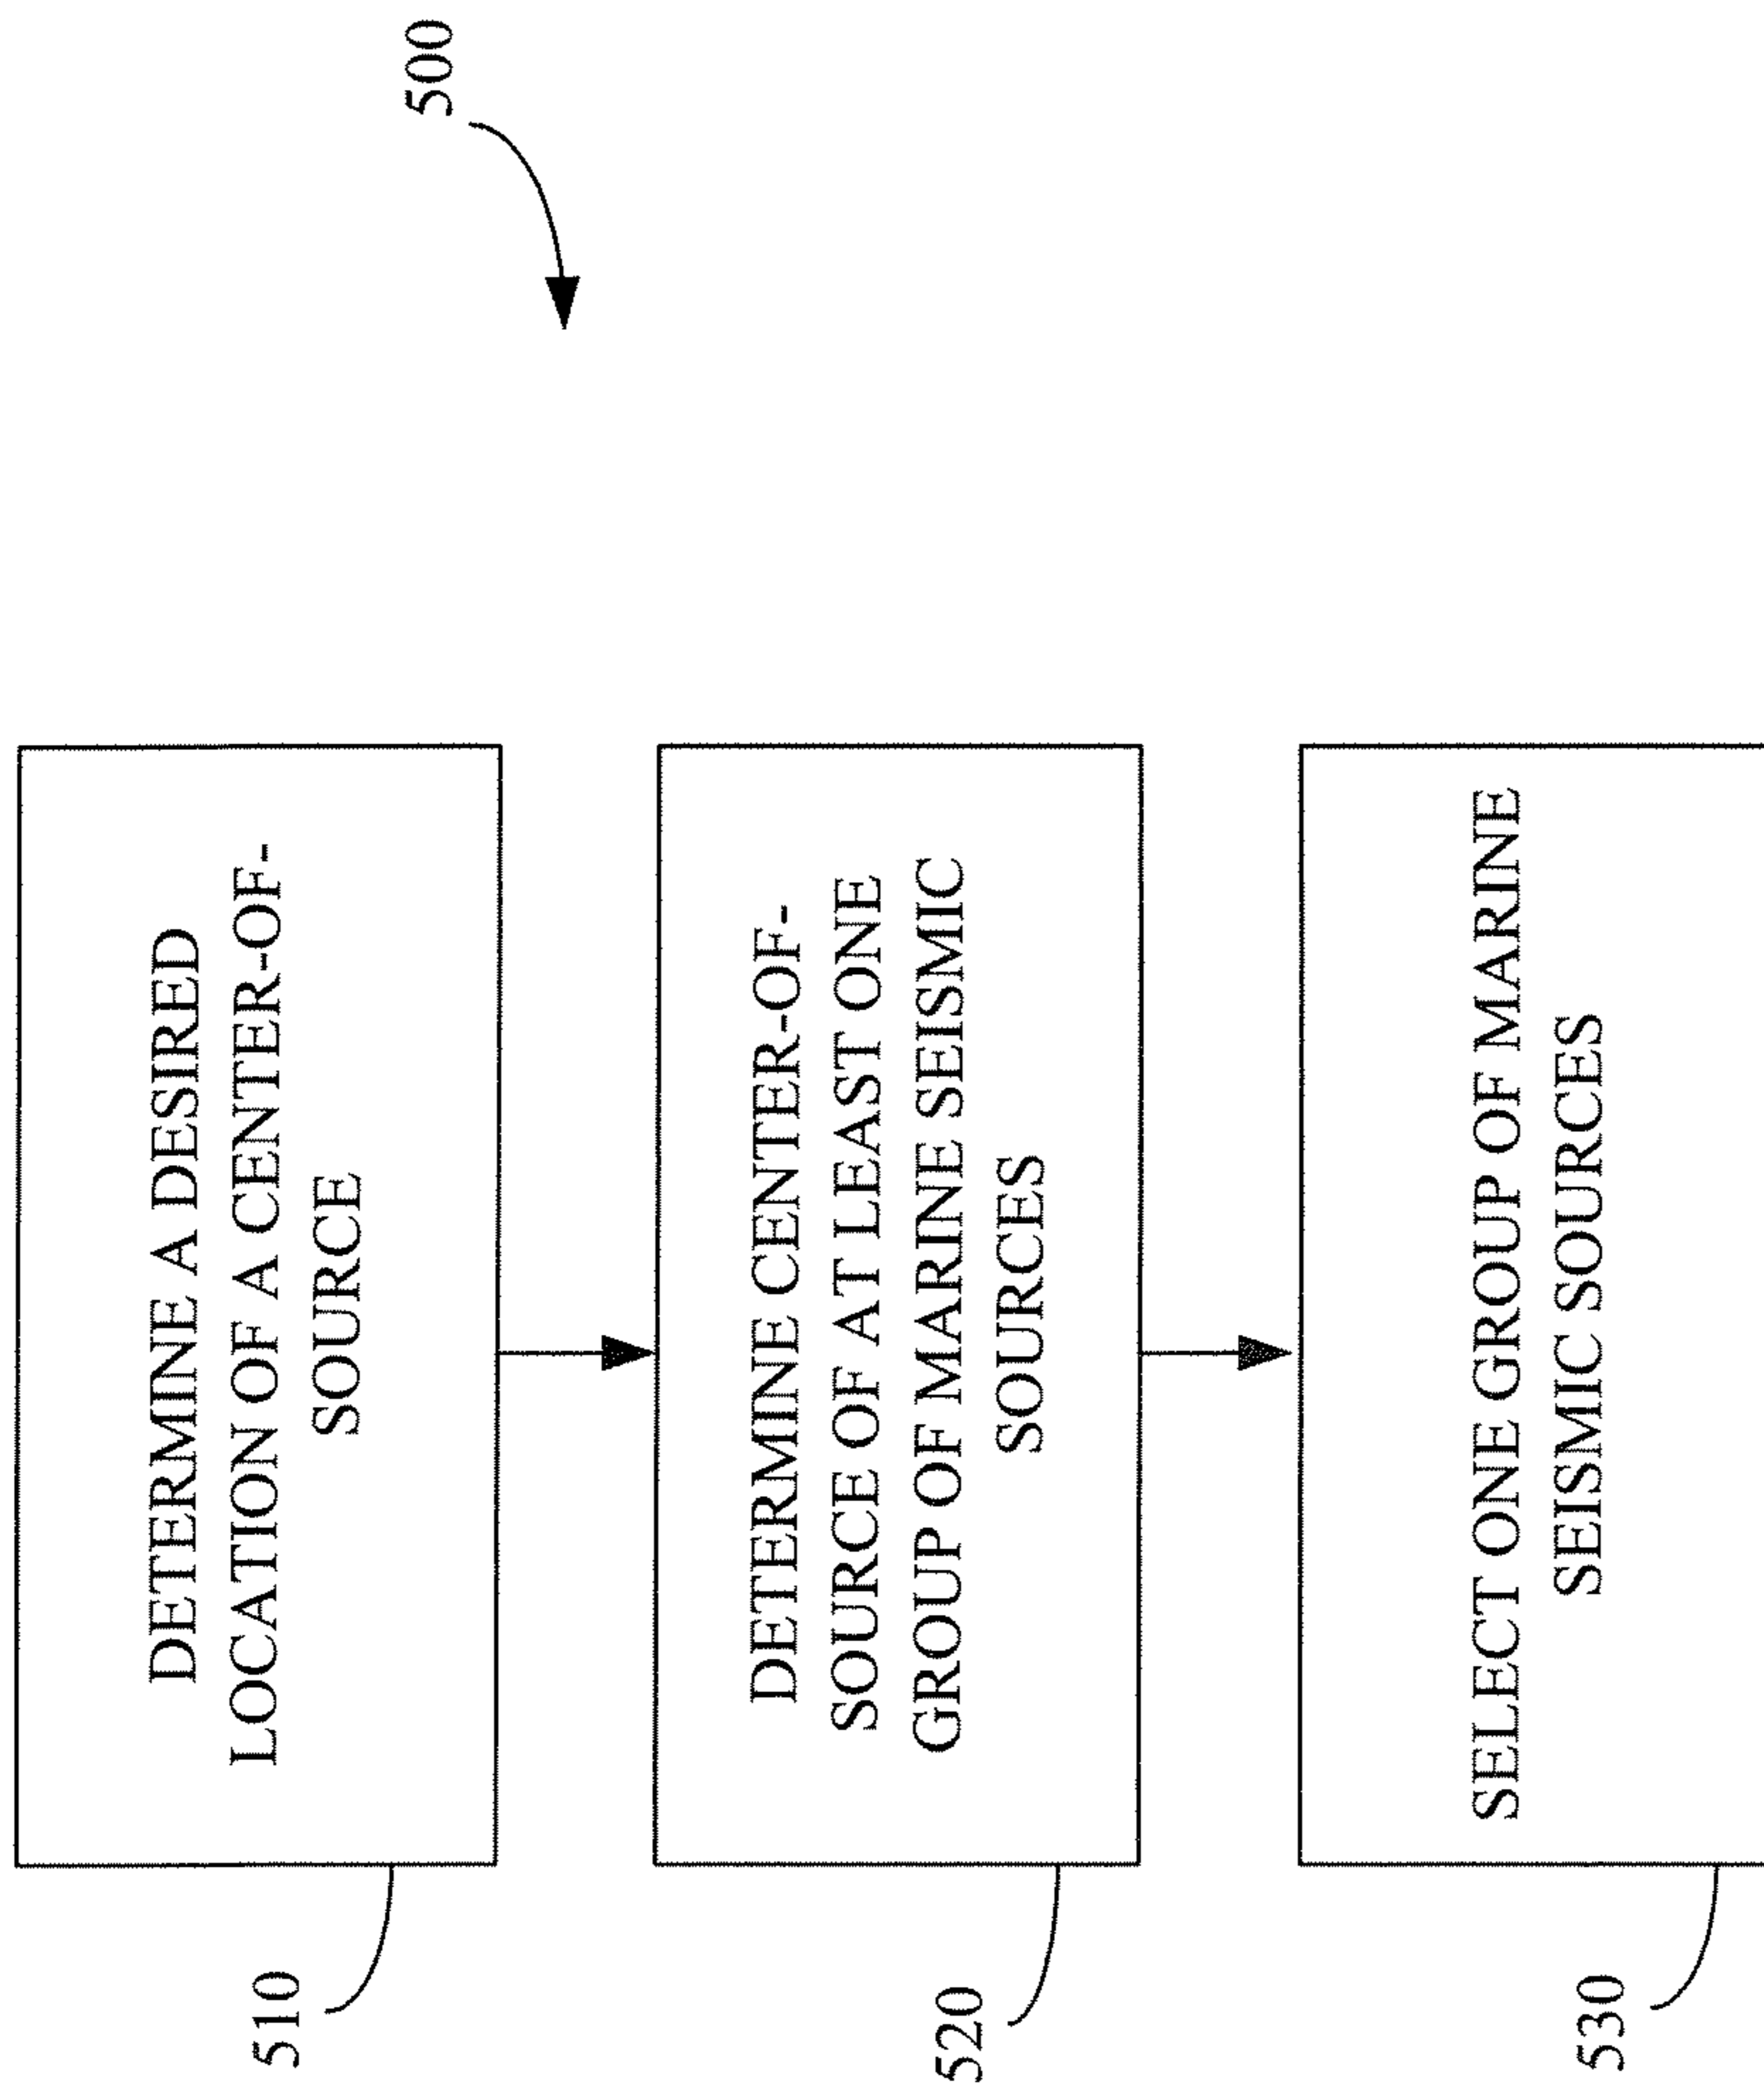 500
510
DETERMINE A DESIRED
LOCATION OF A CENTER-OF-
SOURCE
520
DETERMINE CENTER-OF-
SOURCE OF AT LEAST ONE
GROUP OF MARINE SEISMIC
SOURCES
530
SELECT ONE GROUP OF MARINE
SEISMIC SOURCES